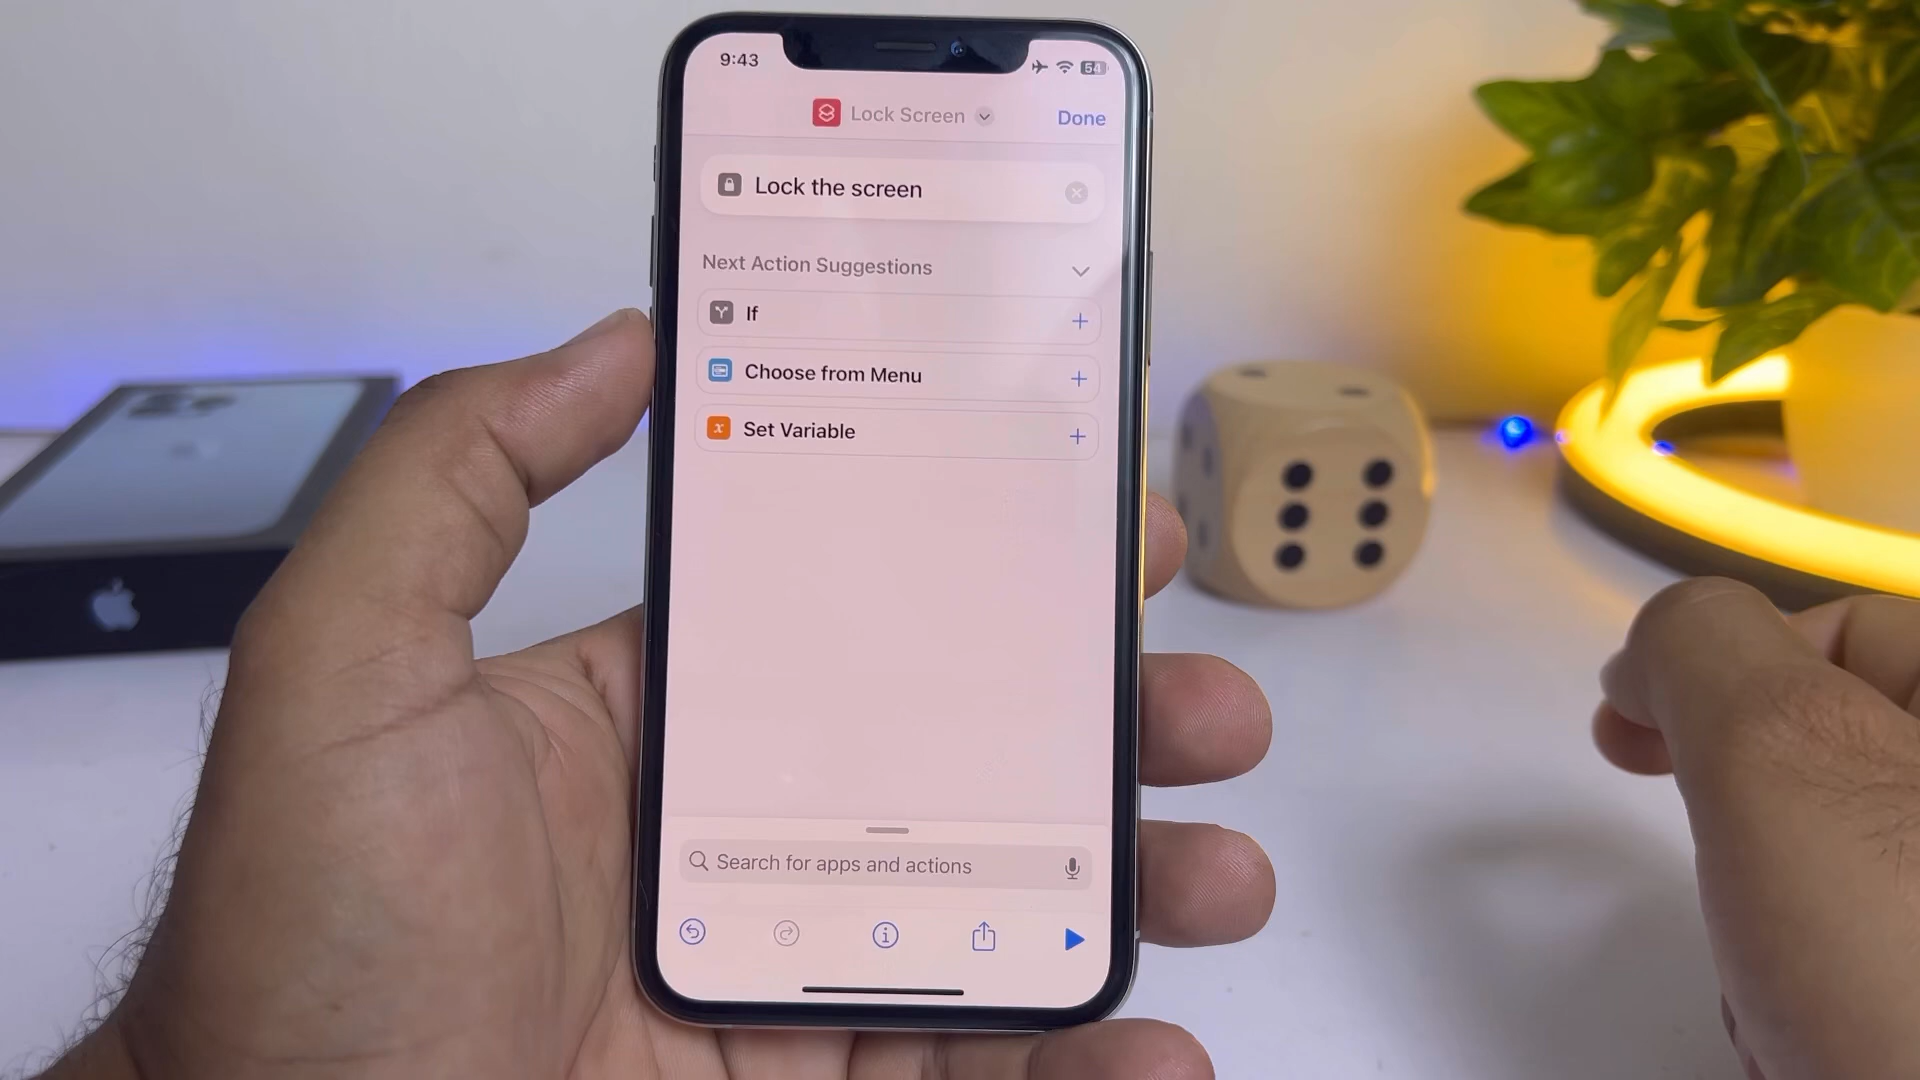 9:43
54
Lock Screen
Done
Lock the screen
Next Action Suggestions
If
Choose from Menu
x Set Variable
Search for apps and actions